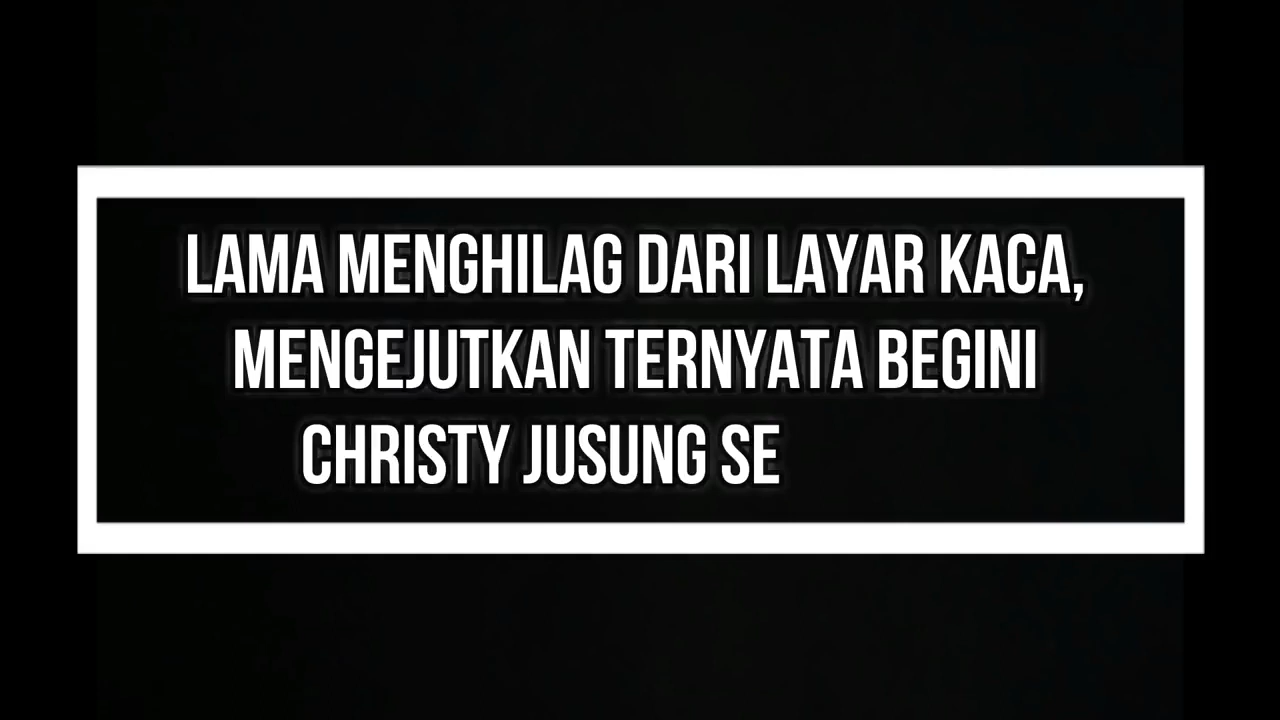 LAMA MENGHILAG DARI LAYAR KACA,
MENGEJUTKAN TERNYATA BEGINI
CHRISTY JUSUNG SE